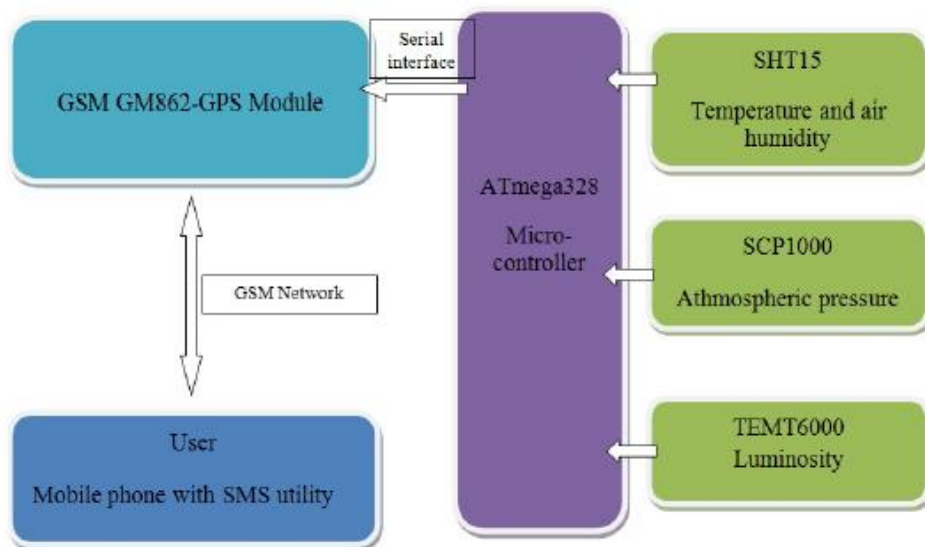 GSM GM862-GPS Module
Serial
interface
ATmega328
Micro-
controller
SHT15
Temperature and air
humidity
SCP1000
Athmospheric pressure
TEMT6000
Luminosity
GSM Network
User
Mobile phone with SMS utility